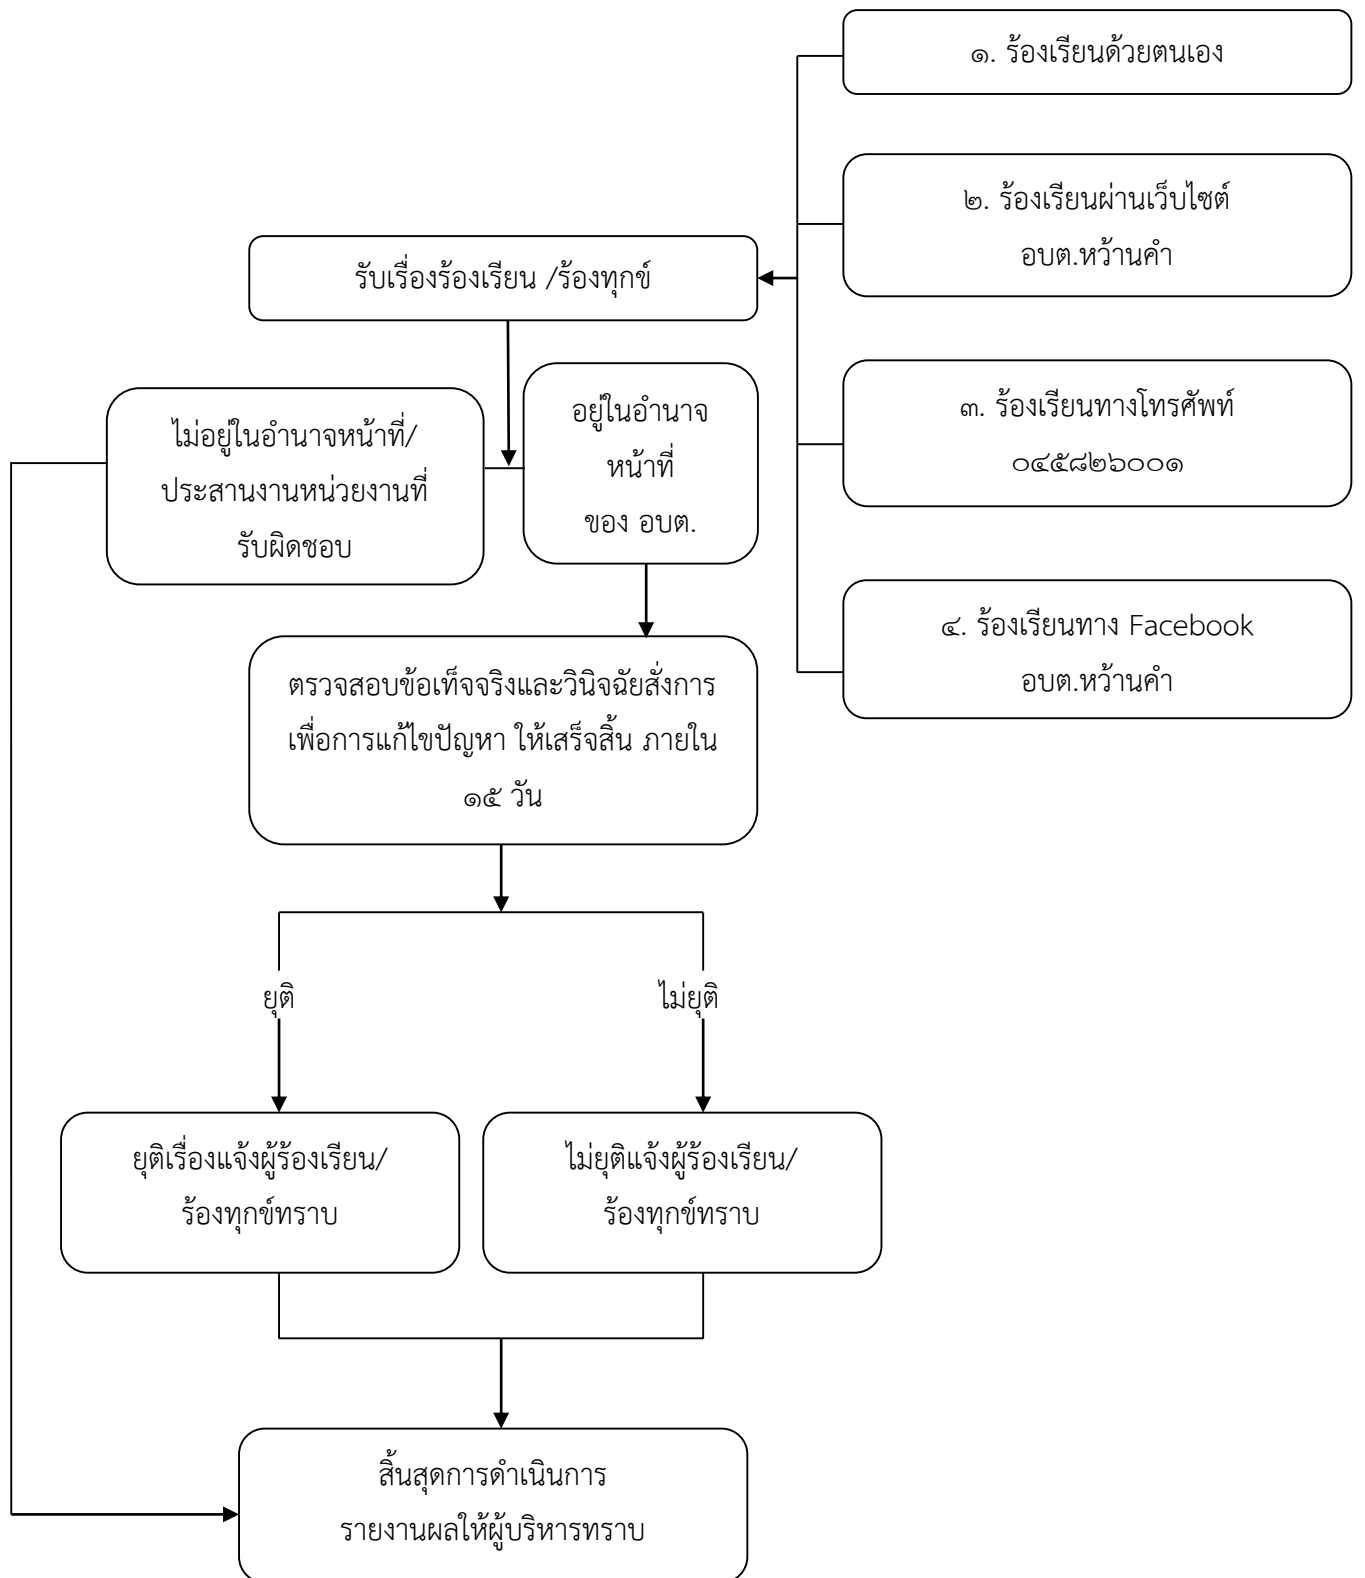 ๑. ร้องเรียนด้วยตนเอง
๒. ร้องเรียนผ่านเว็บไซต์
อบต.หว้านคำ
รับเรื่องร้องเรียน /ร้องทุกข์
๓. ร้องเรียนทางโทรศัพท์
๐๔๕๘๒๖๐๐๑
ไม่อยู่ในอำนาจหน้าที่/
ประสานงานหน่วยงานที่
รับผิดชอบ
อยู่ในอำนาจ
หน้าที่
ของ อบต.
๔. ร้องเรียนทาง Facebook
อบต.หว้านคำ
ตรวจสอบข้อเท็จจริงและวินิจฉัยสั่งการ
เพื่อการแก้ไขปัญหา ให้เสร็จสิ้น ภายใน
๑๕ วัน
ยุติ
ไม่ยุติ
ยุติเรื่องแจ้งผู้ร้องเรียน/
ร้องทุกข์ทราบ
ไม่ยุติแจ้งผู้ร้องเรียน/
ร้องทุกข์ทราบ
สิ้นสุดการดำเนินการ
รายงานผลให้ผู้บริหารทราบ